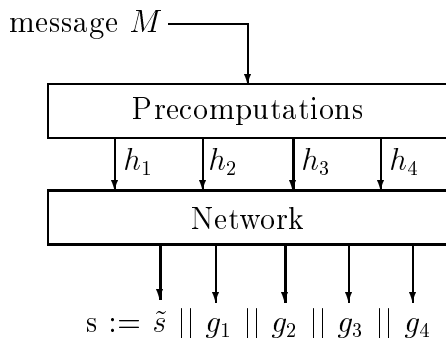 message M
Precomputations
h₁ h₂ h₃ h₄
Network
s := s̃ || g₁ || g₂ || g₃ || g₄